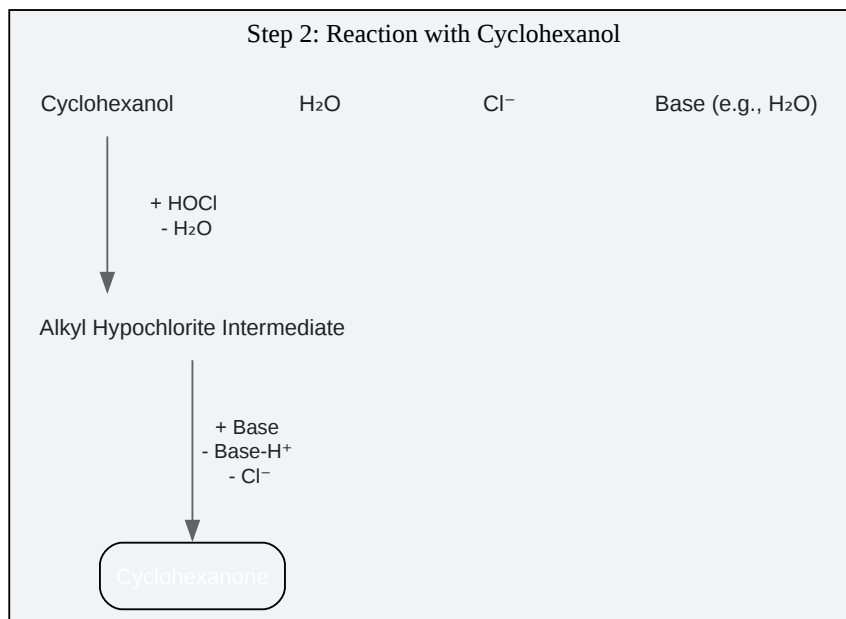 Step 2: Reaction with Cyclohexanol
Cyclohexanol H₂O Cl⁻ Base (e.g., H₂O)
+ HOCl
- H₂O
Alkyl Hypochlorite Intermediate
+ Base
- Base-H⁺
- Cl⁻
Cyclohexanone